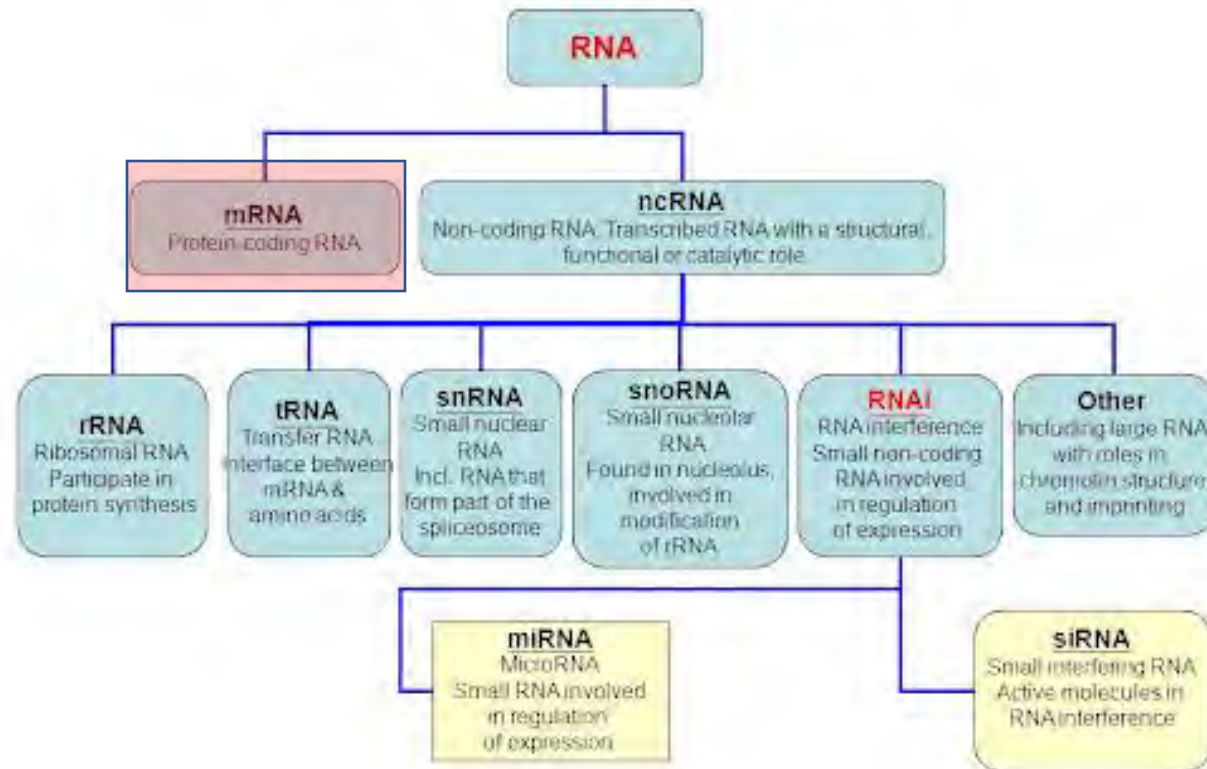 RNA
mRNA
Protein-coding RNA
ncRNA
Non-coding RNA. Transcribed RNA with a structural,
functional or catalytic role
rRNA
Ribosomal RNA
Participate in
protein synthesis
tRNA
Transfer RNA
Interface between
mRNA &
amino acids
snRNA
Small nuclear
RNA
Incl. RNA that
form part of the
spliceosome
snoRNA
Small nucleolar
RNA
Found in nucleolus,
involved in
modification
of rRNA
RNAi
RNA interference
Small non-coding
RNA involved
in regulation
of expression
Other
Including large RNA
with roles in
chromotin structure
and imprinting
miRNA
MicroRNA
Small RNA involved
in regulation
of expression
siRNA
Small interfering RNA
Active molecules in
RNA interference